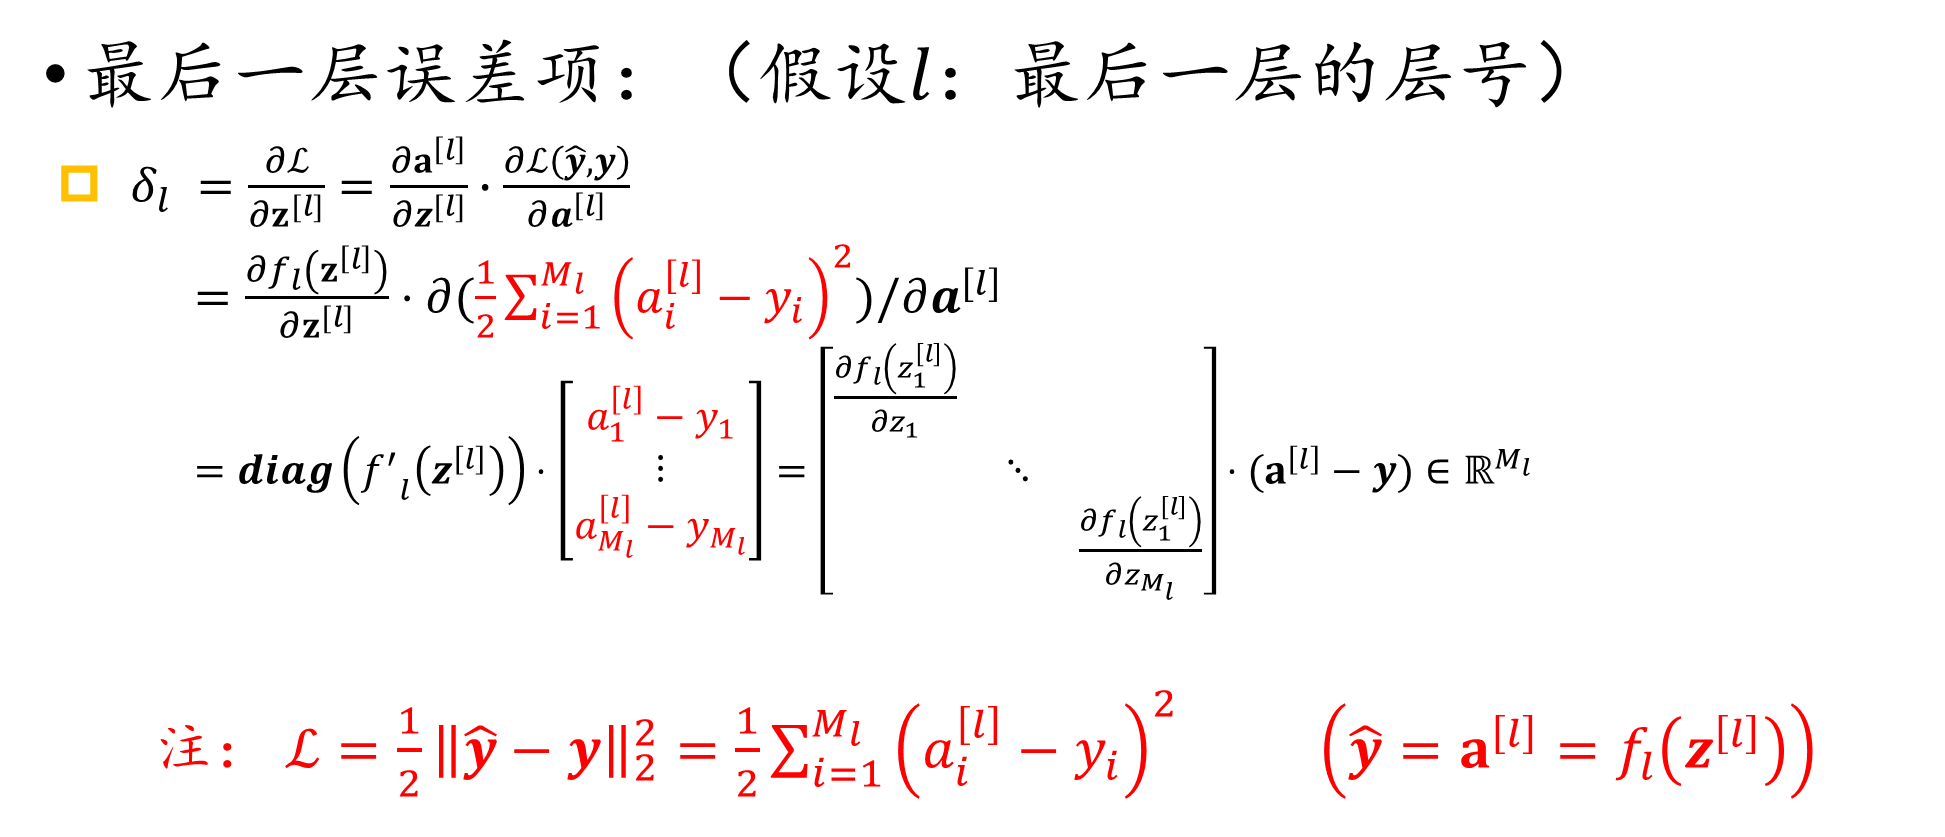 •最后一层误差项：（假设l：最后一层的层号）
δ_l = ∂ℒ/∂𝐳^[l] = ∂𝐚^[l]/∂𝒛^[l] · ∂ℒ(𝒚̂,𝒚)/∂𝒂^[l]
= ∂f_l(𝐳^[l])/∂𝐳^[l] · ∂(1/2 ∑_{i=1}^{M_l} (a_i^[l] − y_i)^2)/∂𝒂^[l]
= 𝒅𝒊𝒂𝒈(f′_l(𝒛^[l])) · [a_1^[l] − y_1 ⋮ a_{M_l}^[l] − y_{M_l}] = [∂f_l(z_1^[l])/∂z_1 ⋱ ∂f_l(z_1^[l])/∂z_{M_l}] · (𝐚^[l] − 𝒚) ∈ ℝ^{M_l}
注： ℒ = 1/2 ‖𝒚̂ − 𝒚‖_2^2 = 1/2 ∑_{i=1}^{M_l} (a_i^[l] − y_i)^2 (𝒚̂ = 𝐚^[l] = f_l(𝒛^[l]))